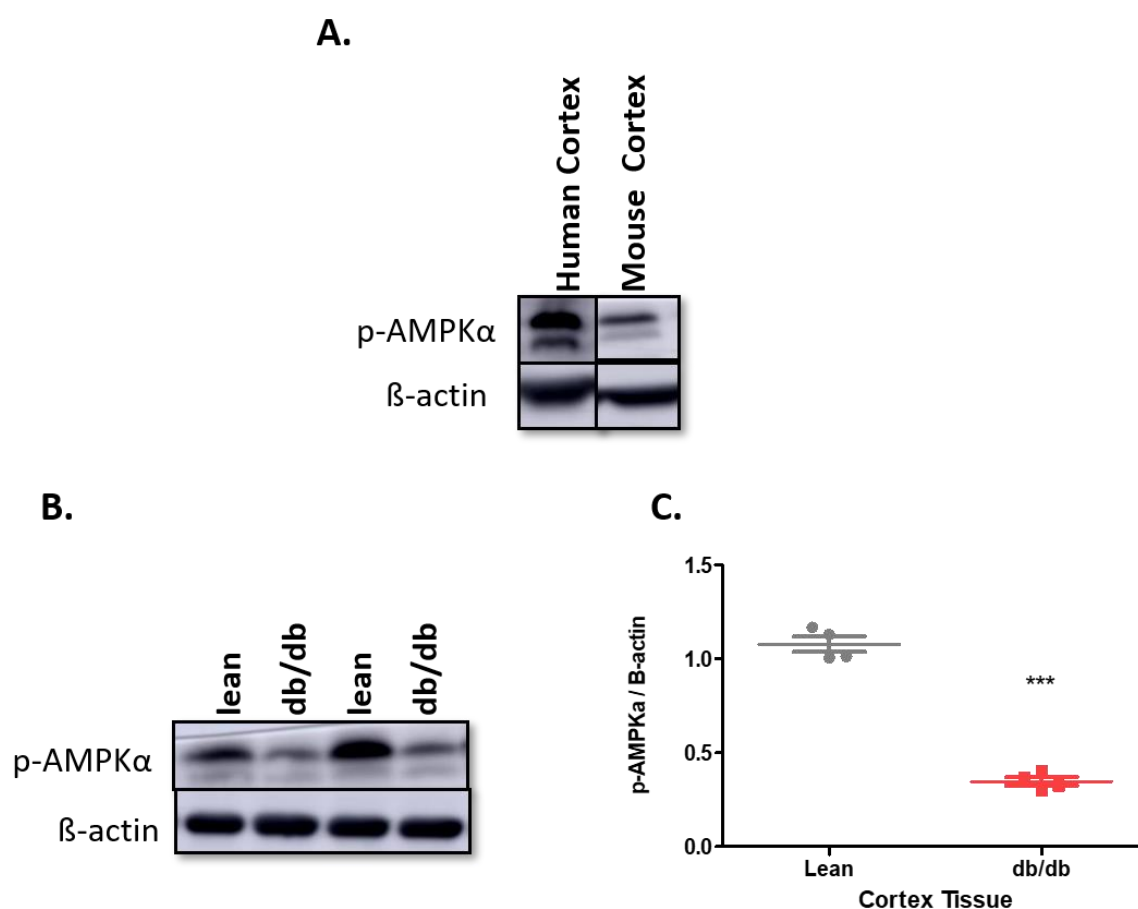 A.
Human Cortex
Mouse Cortex
p-AMPKα
ß-actin
B.
lean
db/db
lean
db/db
p-AMPKα
ß-actin
C.
p-AMPKa / B-actin
1.5
1.0
0.5
0.0
***
Lean
db/db
Cortex Tissue